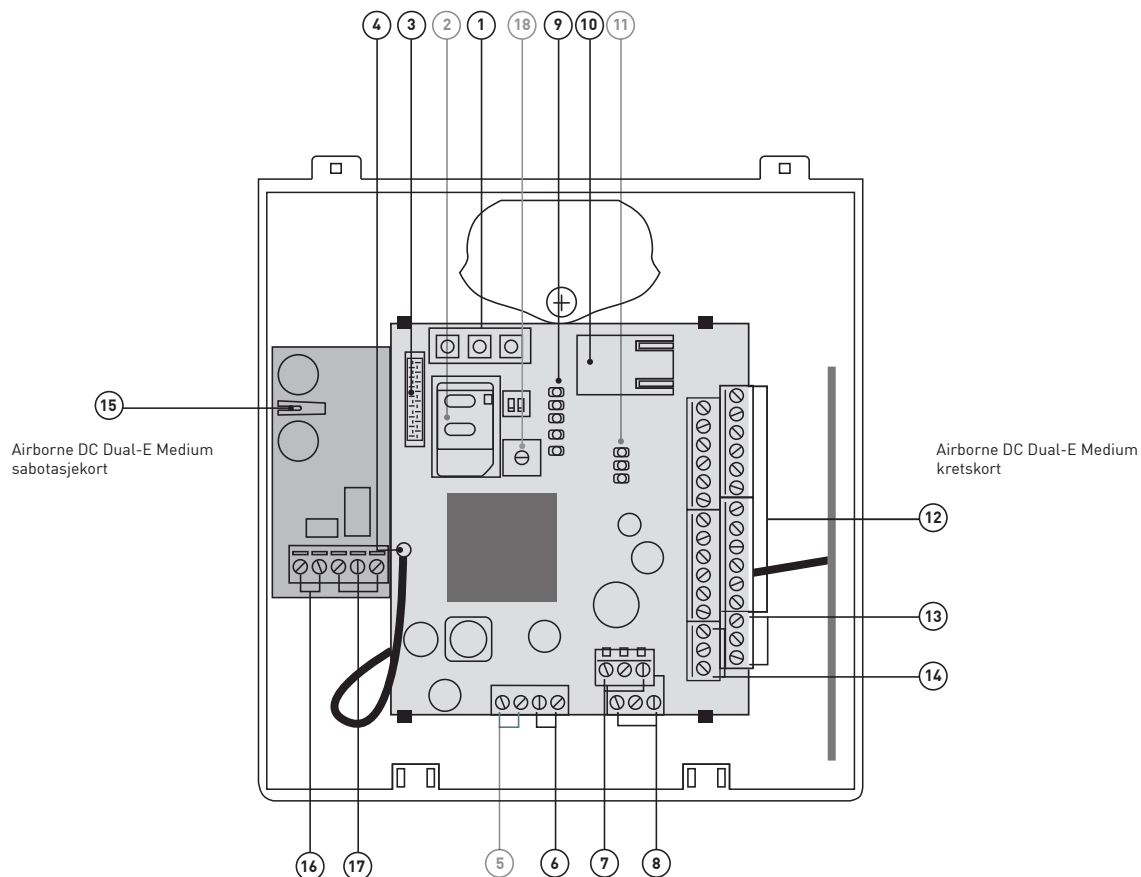 4 3 2 1 18 9 10 11
15
Airborne DC Dual-E Medium
sabotasjekort
Airborne DC Dual-E Medium
kretskort
12
13
14
16 17 5 6 7 8